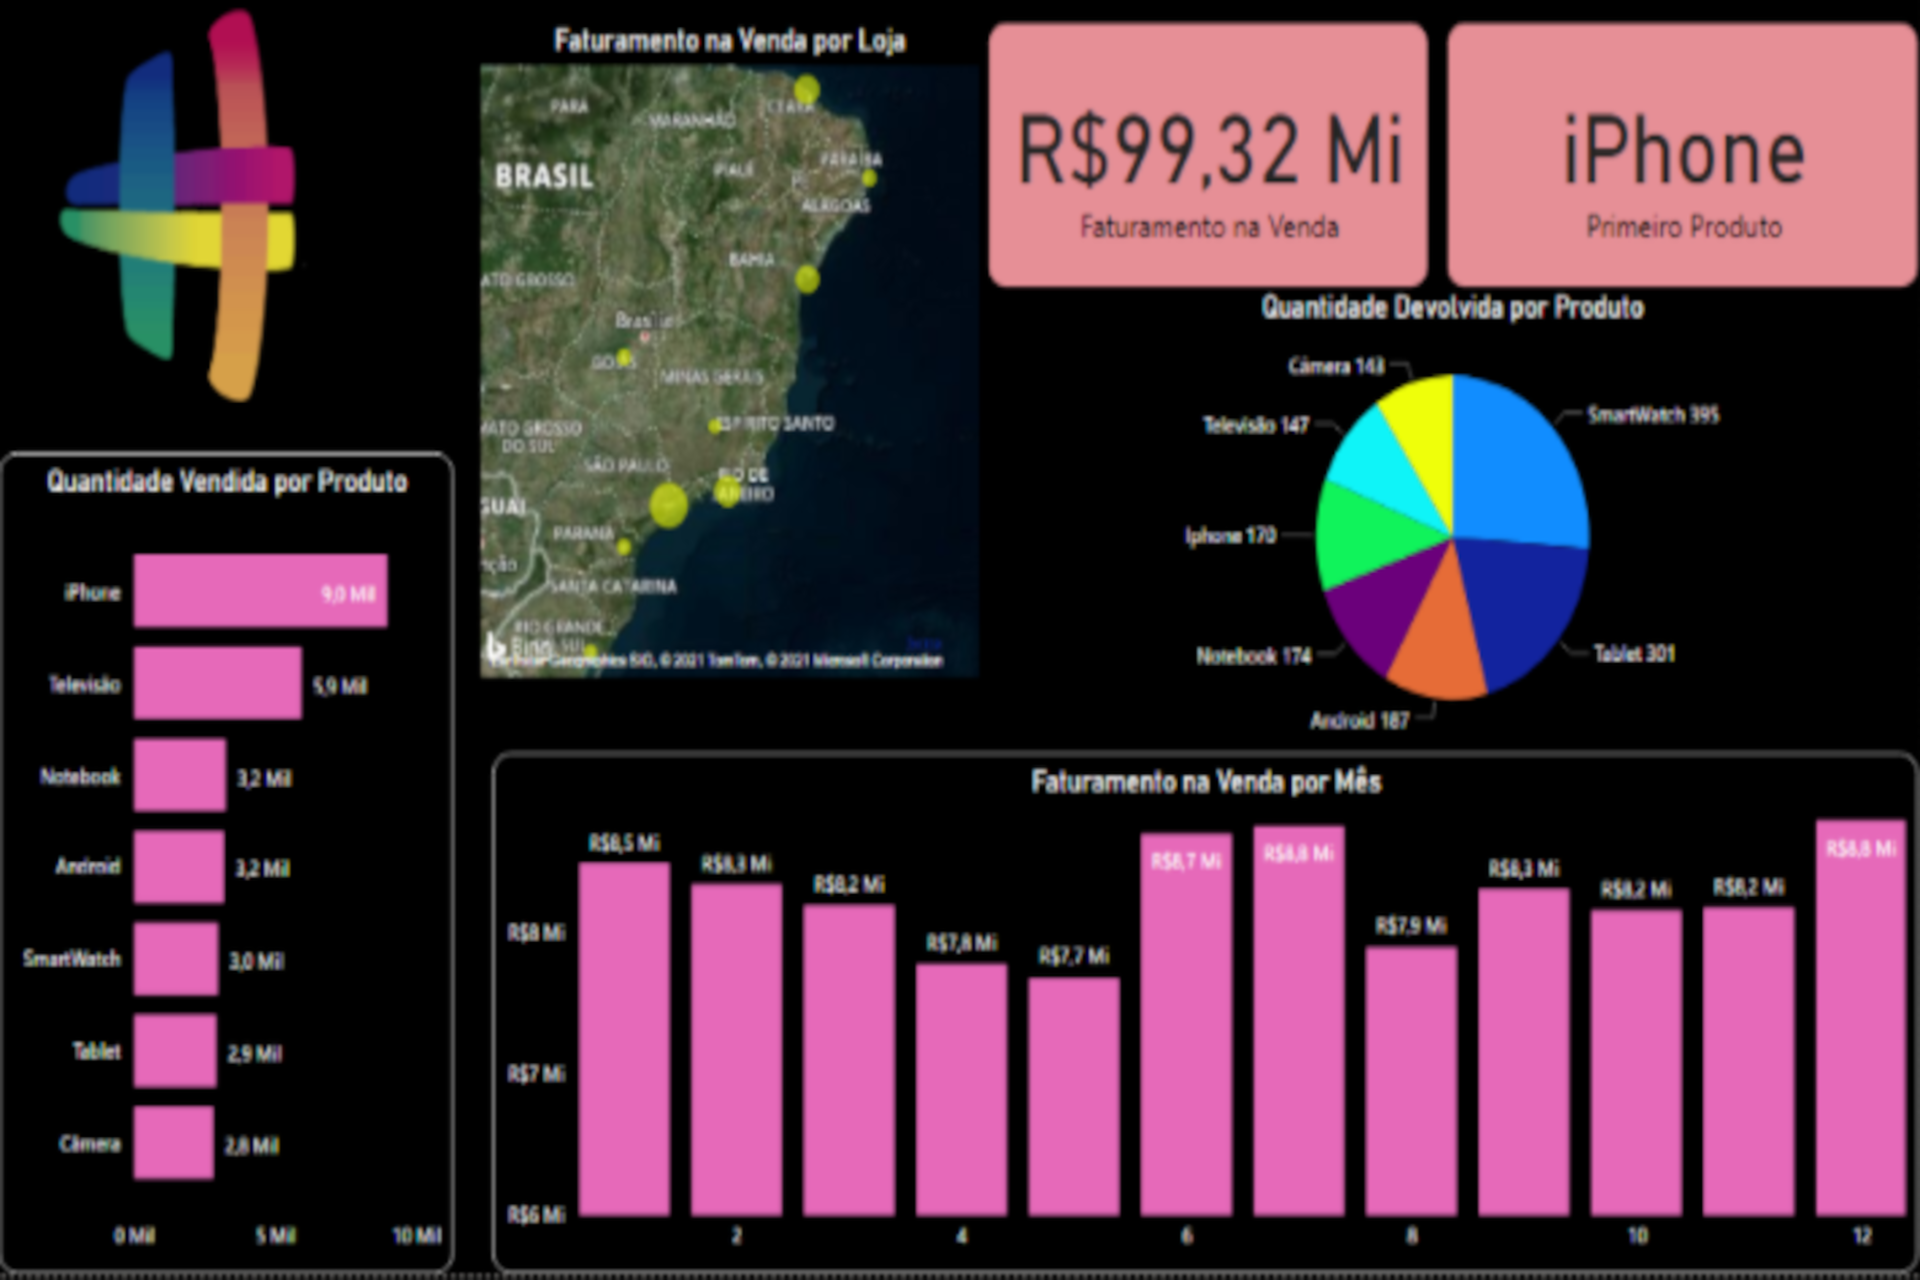 Faturamento na Venda por Loja
PARÁ
MARANHÃO
CEARÁ
BRASIL
PIAUÍ
PARAÍBA
ALAGOAS
BAHIA
ATO GROSSO
Brasília
GOIÁS
MINAS GERAIS
MATO GROSSO
DO SUL
ESPÍRITO SANTO
SÃO PAULO
RIO DE
JANEIRO
GUAI
PARANÁ
SANTA CATARINA
RIO GRANDE
SUL
Bing
© 2021 TomTom, © 2021 Microsoft Corporation
R$99,32 Mi
Faturamento na Venda
iPhone
Primeiro Produto
Quantidade Devolvida por Produto
Câmera 143
SmartWatch 395
Televisão 147
Iphone 170
Notebook 174
Tablet 301
Android 187
Quantidade Vendida por Produto
iPhone 9,0 Mil
Televisão 5,9 Mil
Notebook 3,2 Mil
Android 3,2 Mil
SmartWatch 3,0 Mil
Tablet 2,9 Mil
Câmera 2,8 Mil
0 Mil 5 Mil 10 Mil
Faturamento na Venda por Mês
R$8,5 Mi R$8,3 Mi R$8,2 Mi R$7,8 Mi R$7,7 Mi R$8,7 Mi R$8,8 Mi R$7,9 Mi R$8,3 Mi R$8,2 Mi R$8,2 Mi R$8,8 Mi
R$8 Mi
R$7 Mi
R$6 Mi
2 4 6 8 10 12